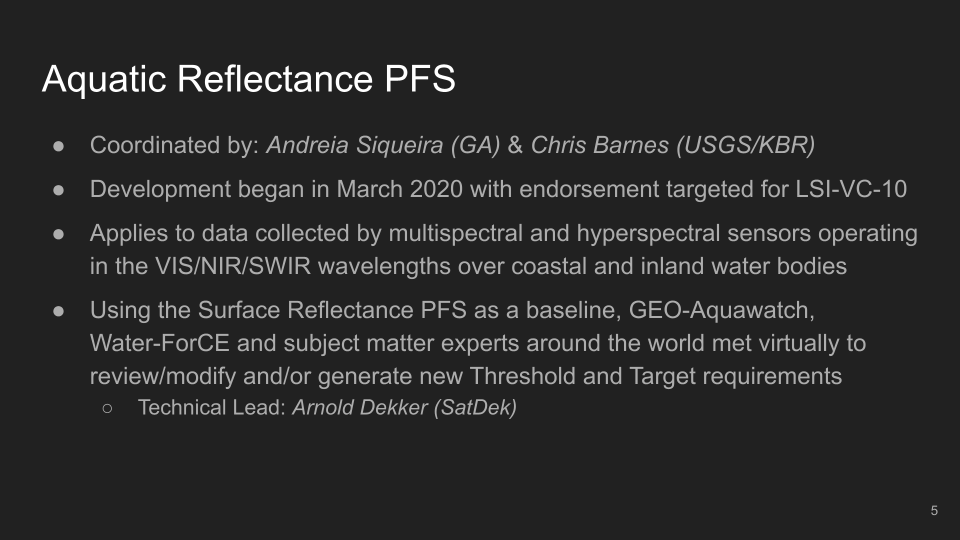 Aquatic Reflectance PFS
● Coordinated by: Andreia Siqueira (GA) & Chris Barnes (USGS/KBR)
● Development began in March 2020 with endorsement targeted for LSI-VC-10
● Applies to data collected by multispectral and hyperspectral sensors operating
in the VIS/NIR/SWIR wavelengths over coastal and inland water bodies
● Using the Surface Reflectance PFS as a baseline, GEO-Aquawatch,
Water-ForCE and subject matter experts around the world met virtually to
review/modify and/or generate new Threshold and Target requirements
○ Technical Lead: Arnold Dekker (SatDek)
5